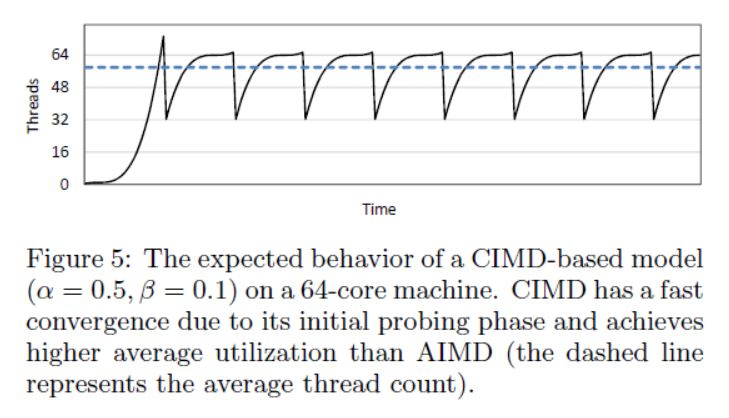 64
48
32
16
0
Threads
Time
Figure 5: The expected behavior of a CIMD-based model
(α = 0.5, β = 0.1) on a 64-core machine. CIMD has a fast
convergence due to its initial probing phase and achieves
higher average utilization than AIMD (the dashed line
represents the average thread count).